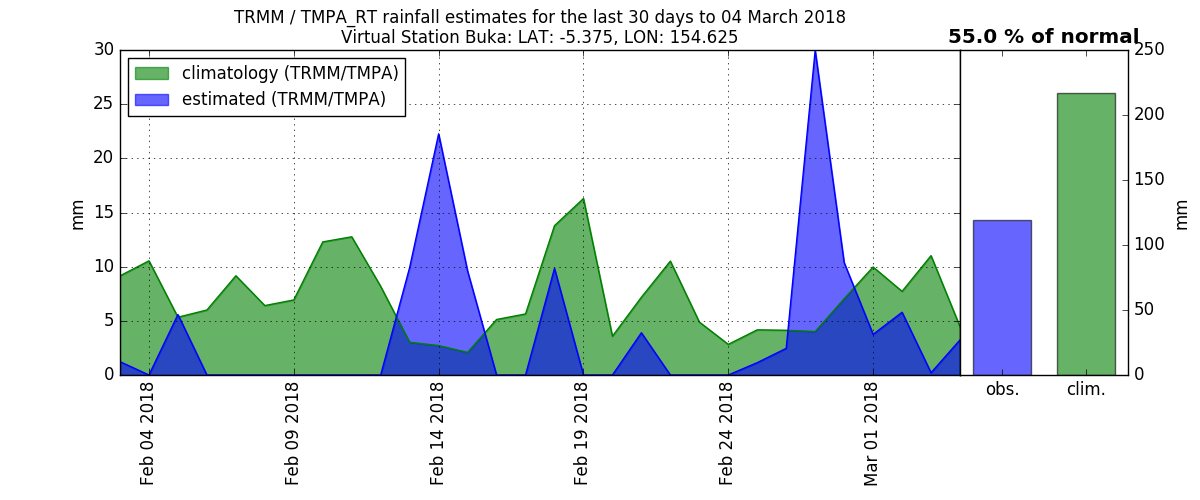 TRMM / TMPA_RT rainfall estimates for the last 30 days to 04 March 2018
Virtual Station Buka: LAT: -5.375, LON: 154.625
55.0 % of normal
climatology (TRMM/TMPA)
estimated (TRMM/TMPA)
mm
30
25
20
15
10
5
0
Feb 04 2018
Feb 09 2018
Feb 14 2018
Feb 19 2018
Feb 24 2018
Mar 01 2018
obs.
clim.
250
200
150
100
50
0
mm